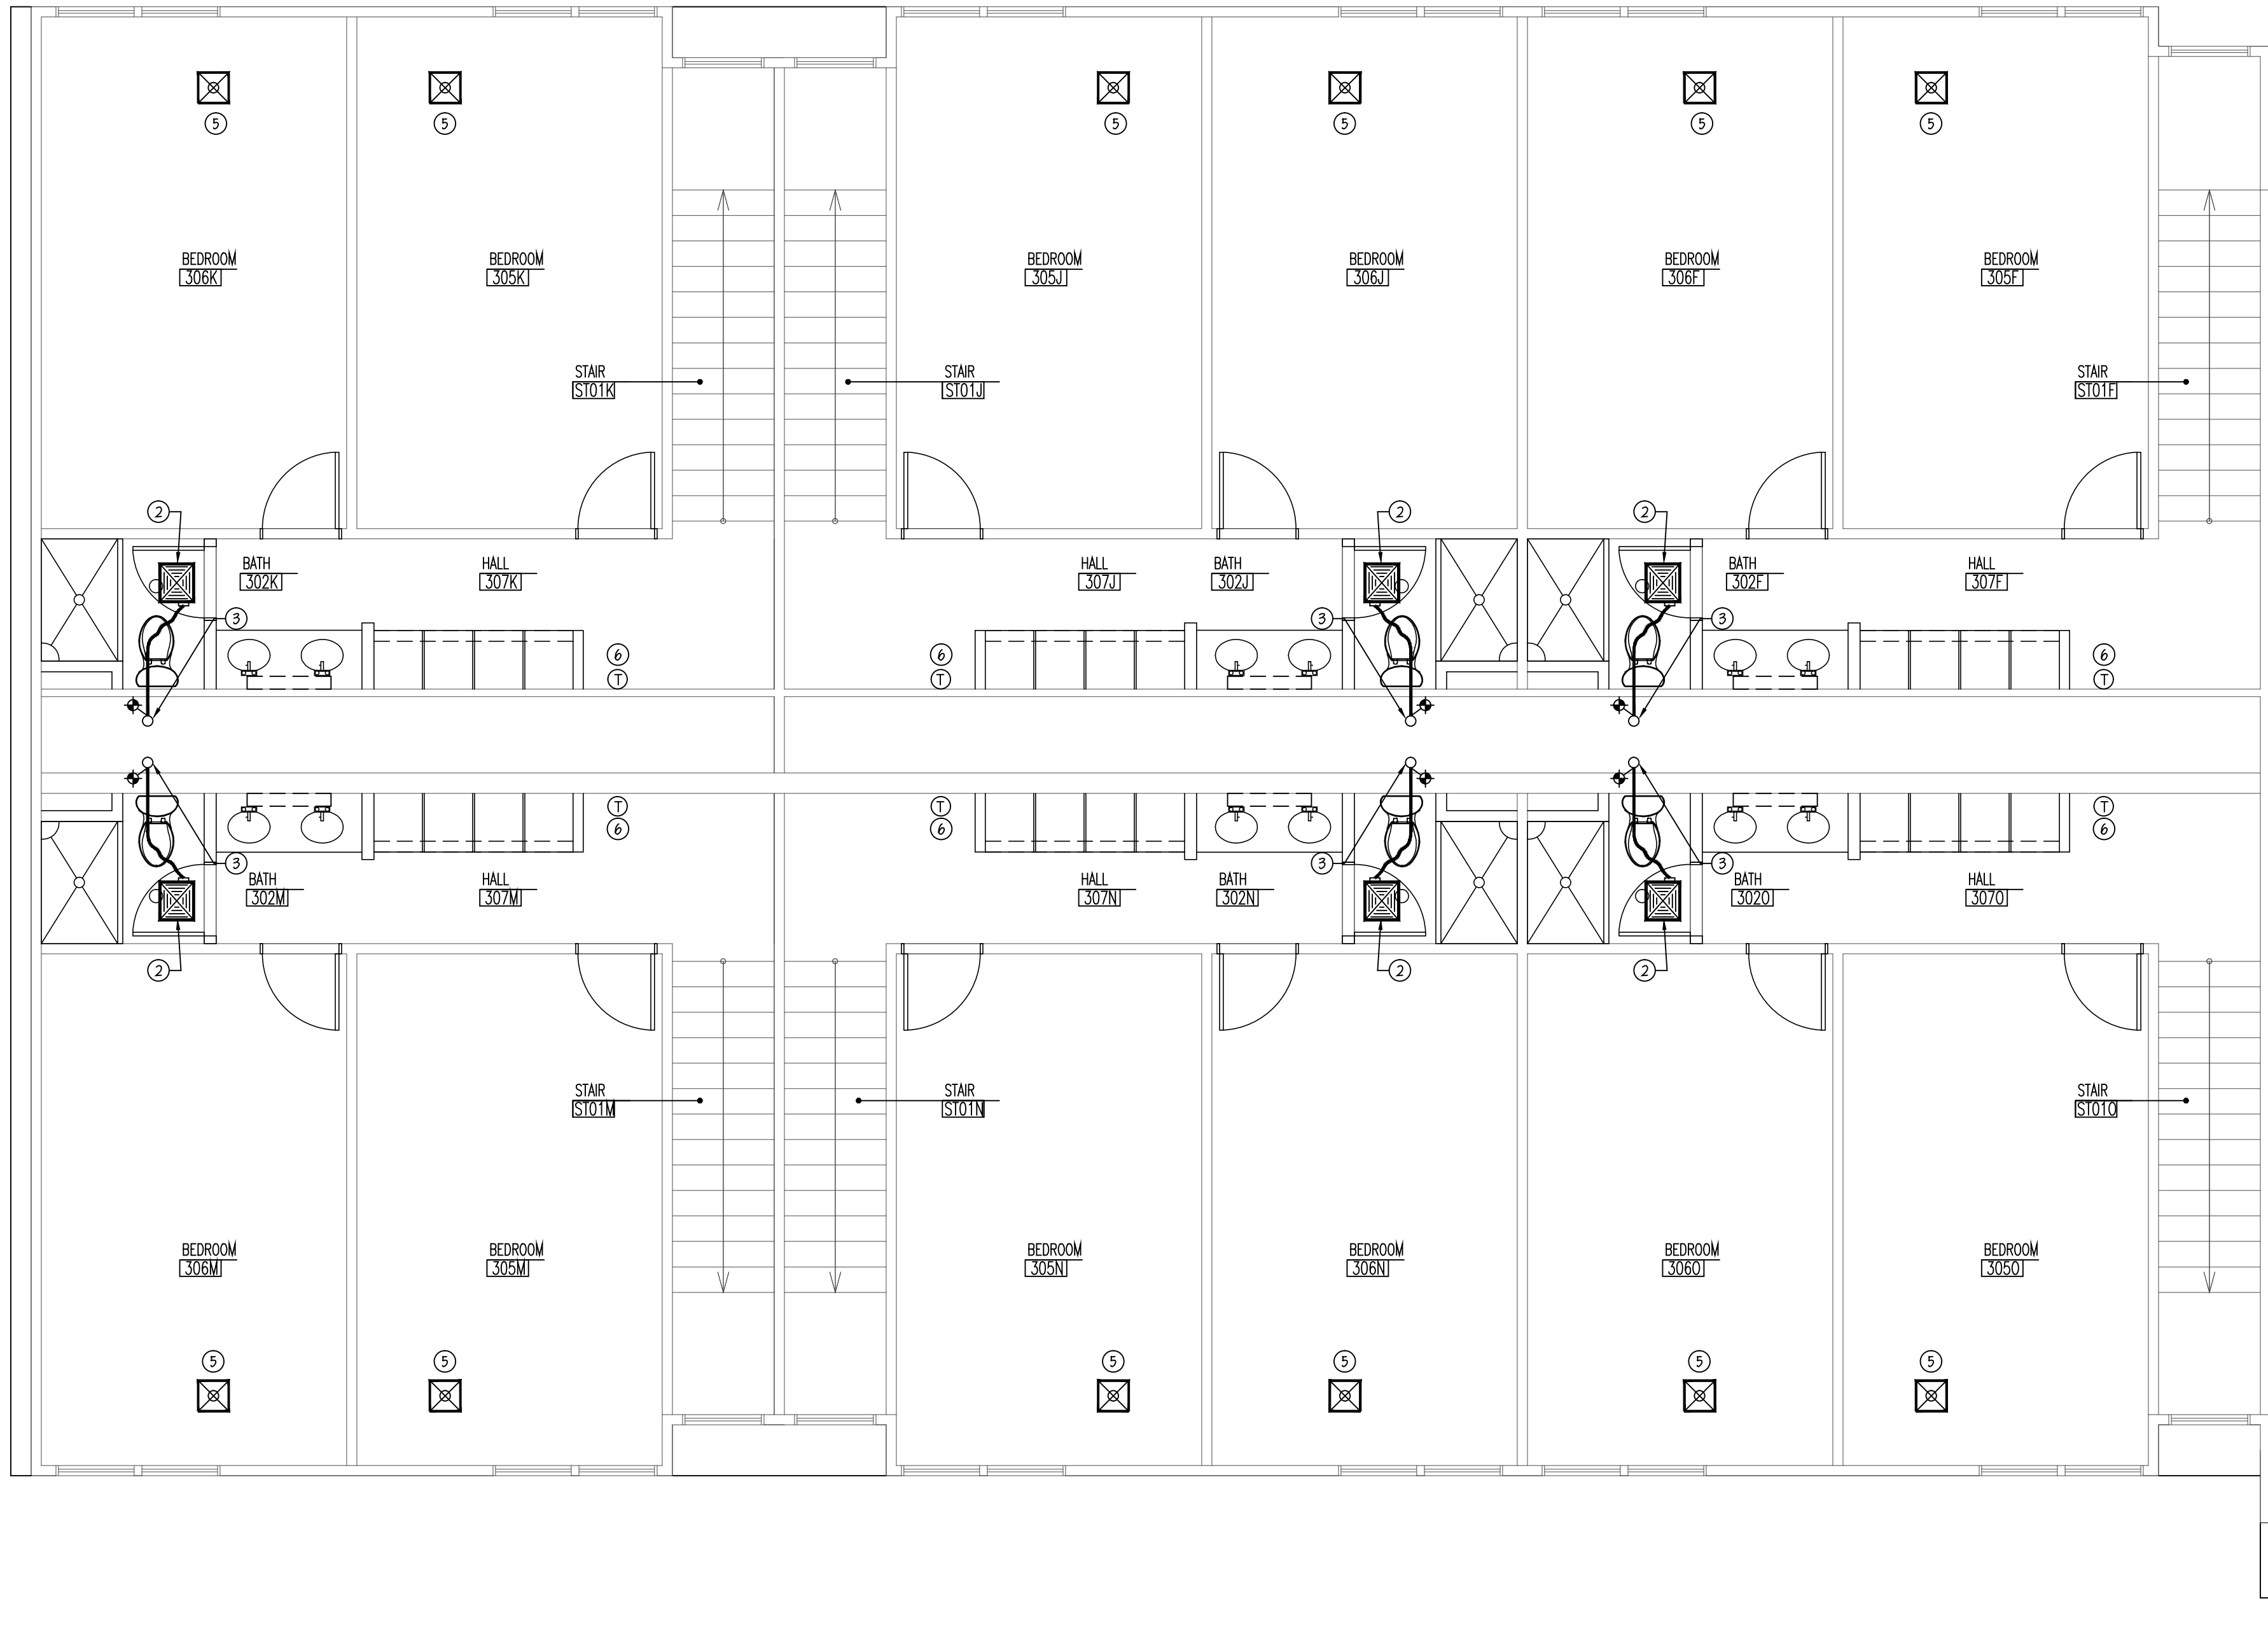 5
5
5
5
5
5
BEDROOM
306K
BEDROOM
305K
BEDROOM
305J
BEDROOM
306J
BEDROOM
306F
BEDROOM
305F
STAIR
ST01K
STAIR
ST01J
STAIR
ST01F
2
2
2
BATH
302K
HALL
307K
HALL
307J
BATH
302J
BATH
302F
HALL
307F
3
3
3
6
T
6
T
6
T
T
6
T
6
T
6
3
3
3
BATH
302M
HALL
307M
HALL
307N
BATH
302N
BATH
302O
HALL
307O
2
2
2
STAIR
ST01M
STAIR
ST01N
STAIR
ST01O
BEDROOM
306M
BEDROOM
305M
BEDROOM
305N
BEDROOM
306N
BEDROOM
306O
BEDROOM
305O
5
5
5
5
5
5